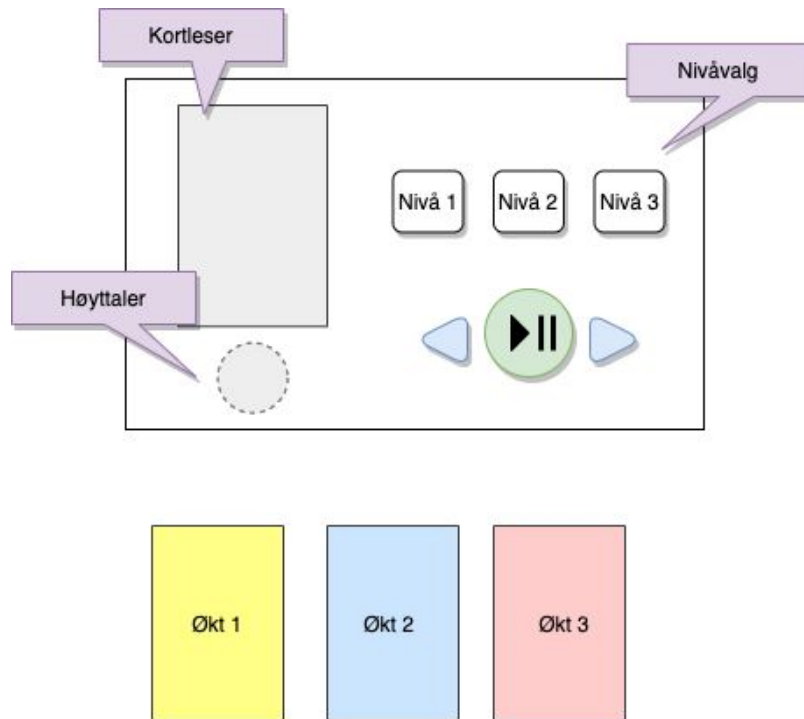 Kortleser
Nivåvalg
Nivå 1
Nivå 2
Nivå 3
Høyttaler
Økt 1
Økt 2
Økt 3